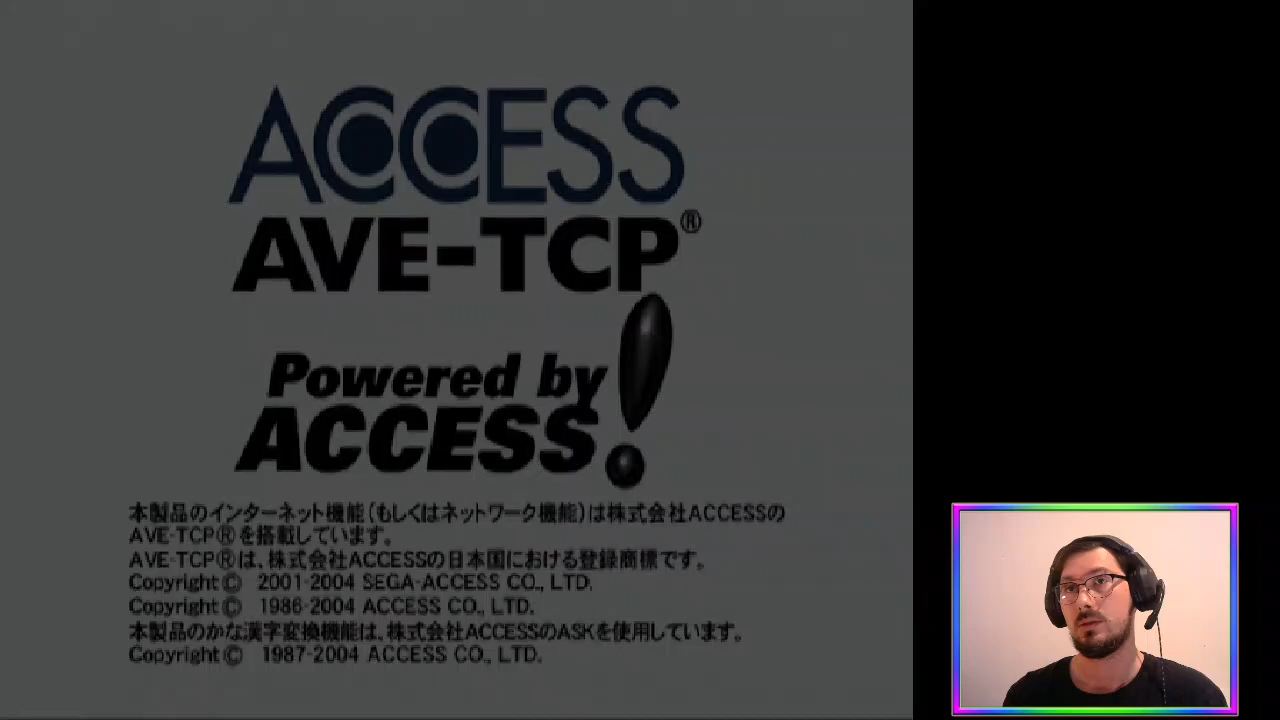 ACCESS
AVE-TCP®
Powered by
ACCESS!
本製品のインターネット機能(もしくはネットワーク機能)は株式会社ACCESSの
AVE-TCP®を搭載しています。
AVE-TCP®は、株式会社ACCESSの日本国における登録商標です。
Copyright© 2001-2004 SEGA-ACCESS CO., LTD.
Copyright© 1986-2004 ACCESS CO., LTD.
本製品のかな漢字変換機能は、株式会社ACCESSのASKを使用しています。
Copyright© 1987-2004 ACCESS CO., LTD.